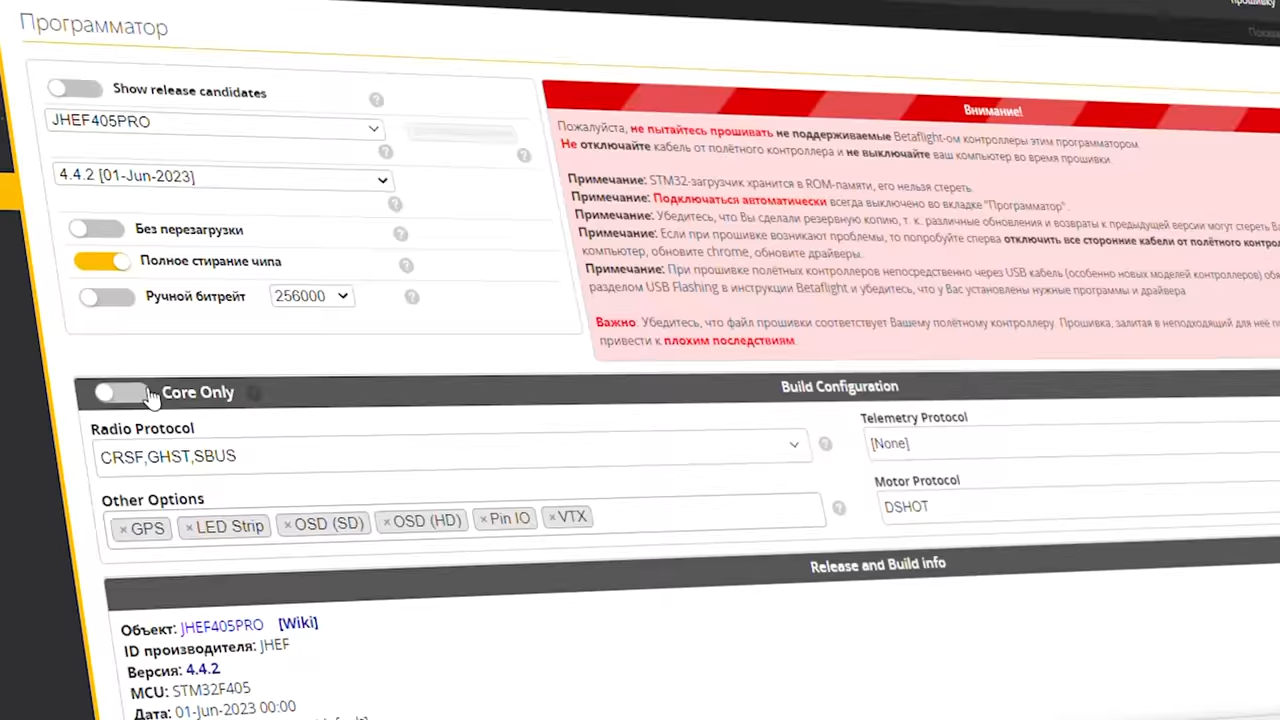 Прошивку
Программатор
Show release candidates
JHEF405PRO
4.4.2 [01-Jun-2023]
Без перезагрузки
Полное стирание чипа
Ручной битрейт 256000
Внимание!
Пожалуйста, не пытайтесь прошивать не поддерживаемые Betaflight-ом контроллеры этим программатором.
Не отключайте кабель от полётного контроллера и не выключайте ваш компьютер во время прошивки.
Примечание: STM32-загрузчик хранится в ROM-памяти, его нельзя стереть.
Примечание: Подключаться автоматически всегда выключено во вкладке "Программатор".
Примечание: Убедитесь, что Вы сделали резервную копию, т. к. различные обновления и возвраты к предыдущей версии могут стереть
Примечание: Если при прошивке возникают проблемы, то попробуйте сперва отключить все сторонние кабели от полётного
компьютер, обновите chrome, обновите драйверы.
Примечание: При прошивке полётных контроллеров непосредственно через USB кабель (особенно новых моделей контроллеров)
разделом USB Flashing в инструкции Betaflight и убедитесь, что у Вас установлены нужные программы и драйвера.
Важно: Убедитесь, что файл прошивки соответствует Вашему полётному контроллеру. Прошивка, залитая в неподходящий для неё
привести к плохим последствиям.
Core Only
Build Configuration
Radio Protocol
CRSF,GHST,SBUS
Telemetry Protocol
[None]
Other Options
×GPS ×LED Strip ×OSD (SD) ×OSD (HD) ×Pin IO ×VTX
Motor Protocol
DSHOT
Release and Build info
Объект: JHEF405PRO [Wiki]
ID производителя: JHEF
Версия: 4.4.2
MCU: STM32F405
Дата: 01-Jun-2023 00:00